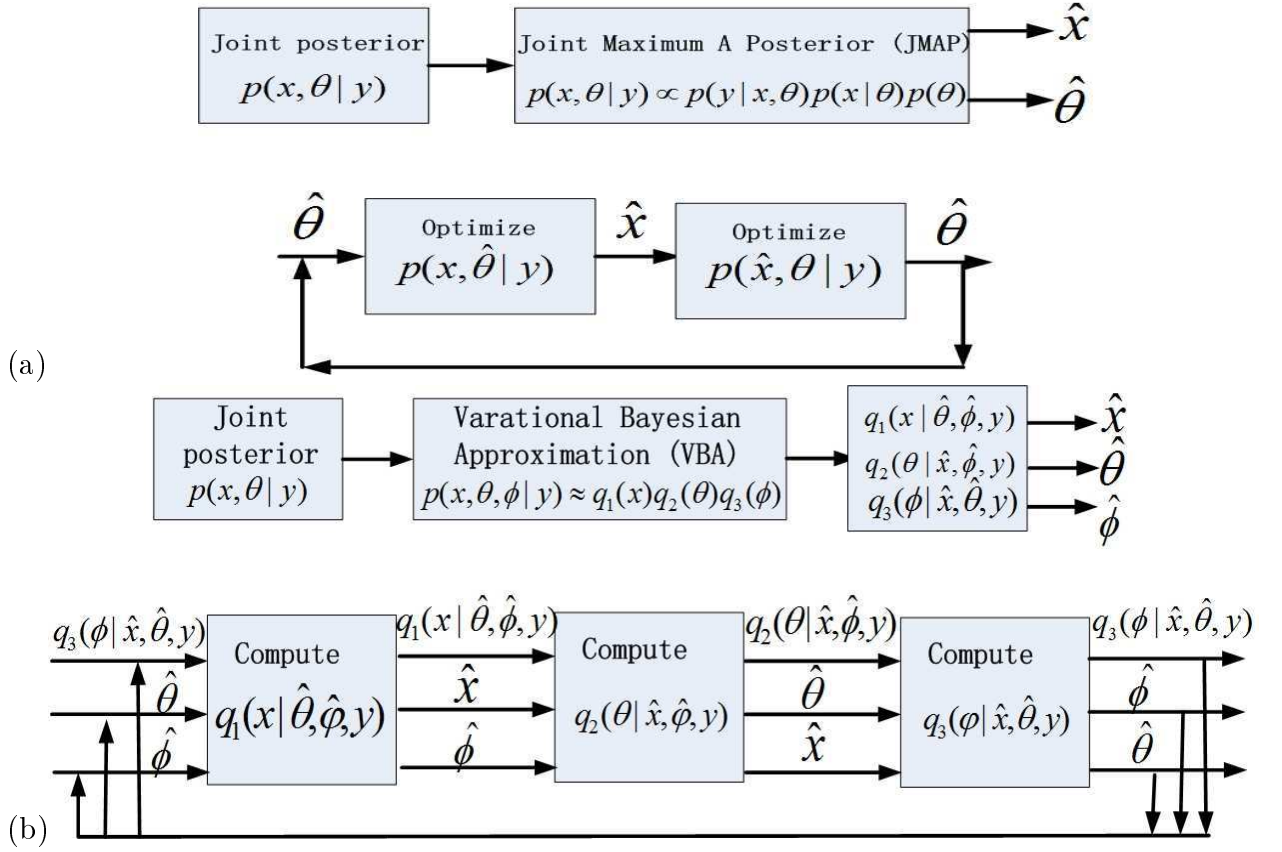 Joint posterior
p(x,θ|y)
Joint Maximum A Posterior (JMAP)
p(x,θ|y) ∝ p(y|x,θ)p(x|θ)p(θ)
x̂
θ̂
θ̂
Optimize
p(x,θ̂|y)
x̂
Optimize
p(x̂,θ|y)
θ̂
(a)
Joint
posterior
p(x,θ|y)
Varational Bayesian
Approximation (VBA)
p(x,θ,ϕ|y) ≈ q₁(x)q₂(θ)q₃(ϕ)
q₁(x|θ̂,ϕ̂,y)
q₂(θ|x̂,ϕ̂,y)
q₃(ϕ|x̂,θ̂,y)
x̂
θ̂
ϕ̂
q₃(ϕ|x̂,θ̂,y)
θ̂
ϕ̂
Compute
q₁(x|θ̂,φ̂,y)
q₁(x|θ̂,ϕ̂,y)
x̂
ϕ̂
Compute
q₂(θ|x̂,φ̂,y)
q₂(θ|x̂,ϕ̂,y)
θ̂
x̂
Compute
q₃(φ|x̂,θ̂,y)
q₃(ϕ|x̂,θ̂,y)
ϕ̂
θ̂
(b)